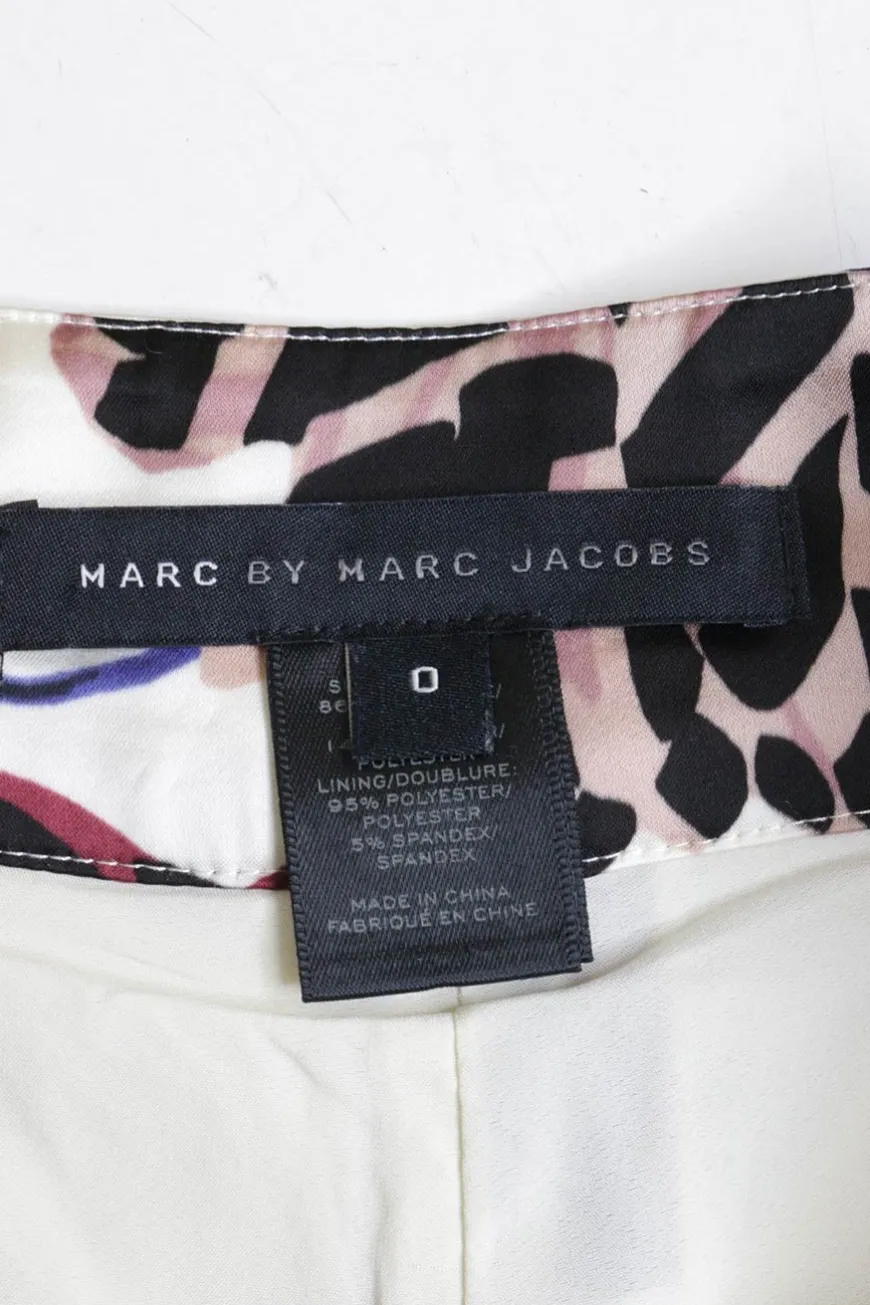 MARC BY MARC JACOBS
0
POLYESTER
LINING/DOUBLURE:
95% POLYESTER/
POLYESTER
5% SPANDEX/
SPANDEX
MADE IN CHINA
FABRIQUÉ EN CHINE